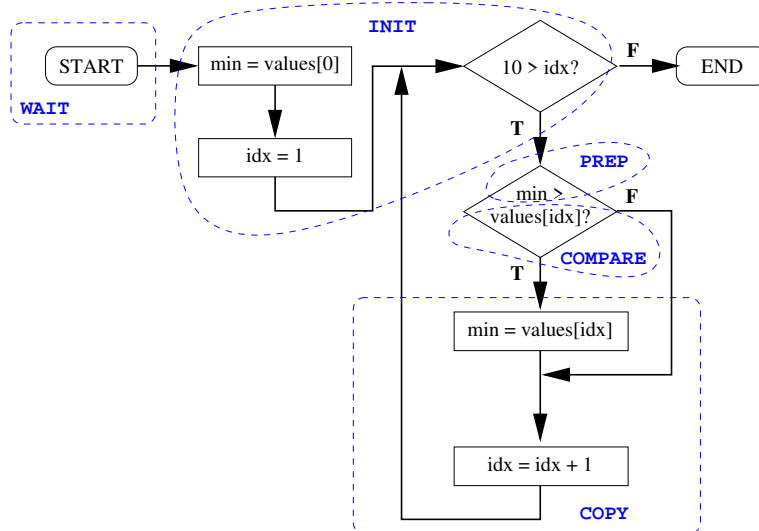 INIT
START
min = values[0]
10 > idx?
F
END
WAIT
idx = 1
T
PREP
min >
values[idx]?
F
COMPARE
T
min = values[idx]
idx = idx + 1
COPY